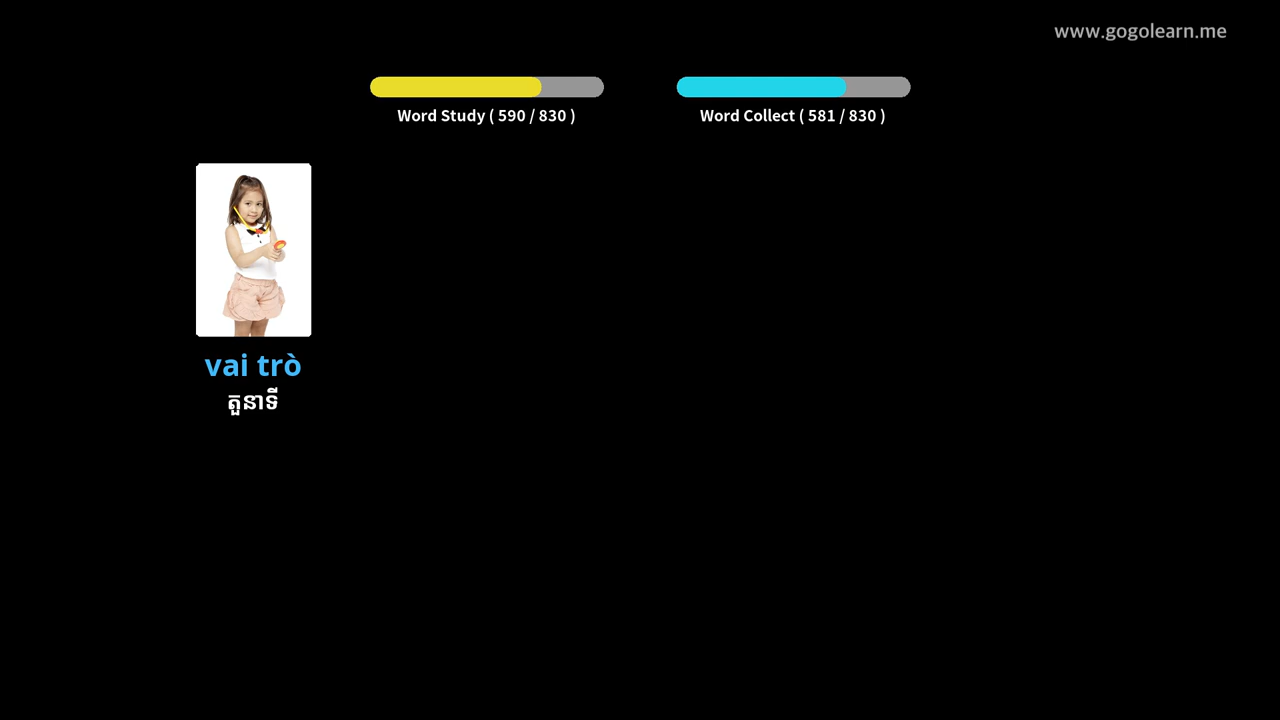 www.gogolearn.me
Word Study ( 590 / 830 )
Word Collect ( 581 / 830 )
vai trò
តួនាទី